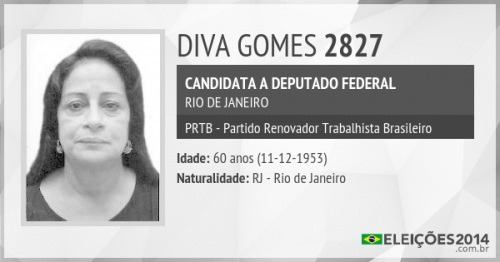 DIVA GOMES 2827
CANDIDATA A DEPUTADO FEDERAL
RIO DE JANEIRO
PRTB - Partido Renovador Trabalhista Brasileiro
Idade: 60 anos (11-12-1953)
Naturalidade: RJ - Rio de Janeiro
ELEIÇÕES2014
.com.br